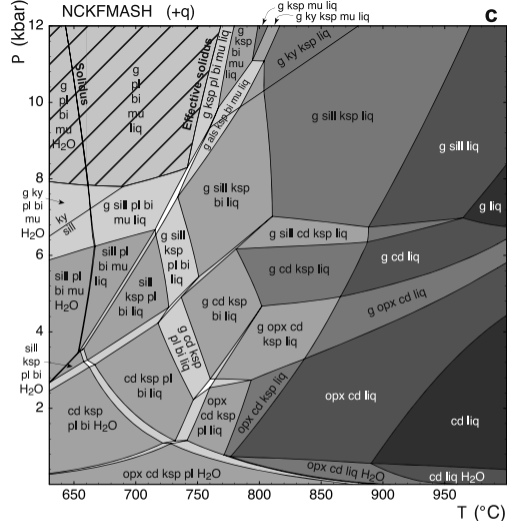 NCKFMASH (+q)
g ksp mu liq
g ky ksp mu liq
c
P (kbar)
12
10
8
6
4
2
g
pl
bi
mu
H₂O
Solidus
g
pl
bi
mu
liq
Effective solidus
g ksp pl bi mu liq
g
ksp
bi
mu
liq
g als ksp bi mu liq
g ky ksp liq
g sill ksp liq
g sill liq
g liq
g ky
pl bi
mu
H₂O
ky
sill
g sill pl bi
mu liq
g sill ksp
bi liq
g sill
ksp
pl bi
liq
g sill cd ksp liq
g cd liq
sill pl
bi mu
H₂O
sill pl
bi mu
liq
sill
ksp pl
bi liq
g cd ksp liq
g cd ksp
bi liq
g opx cd liq
g opx cd
ksp liq
g cd ksp
pl bi liq
sill
ksp
pl bi
H₂O
cd ksp pl
bi liq
cd ksp
pl bi H₂O
opx
cd ksp
pl liq
opx cd ksp liq
opx cd liq
cd liq
opx cd ksp pl H₂O
opx cd liq H₂O
cd liq H₂O
650 700 750 800 850 900 950
T (°C)